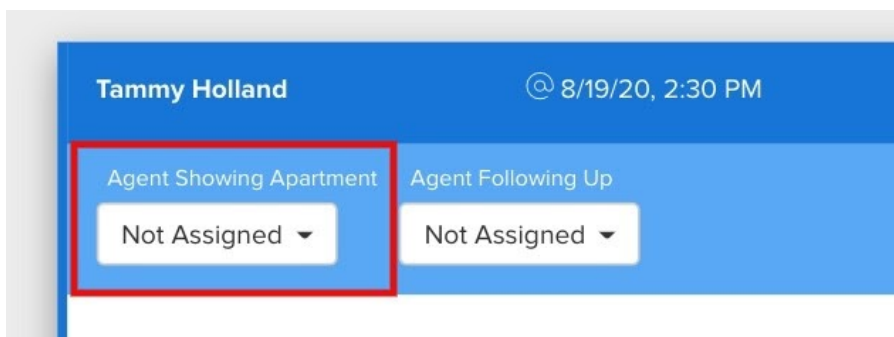 Tammy Holland
@ 8/19/20, 2:30 PM
Agent Showing Apartment
Agent Following Up
Not Assigned
Not Assigned